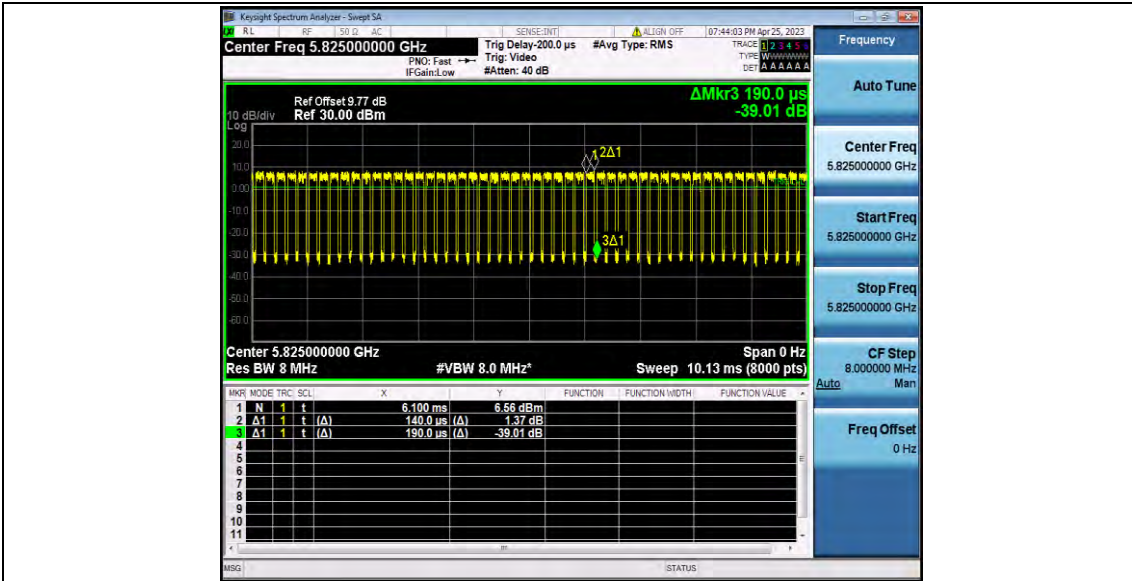 Keysight Spectrum Analyzer - Swept SA
RL RF 50 Ω AC SENSE:INT ALIGN OFF 07:44:03 PM Apr 25, 2023
Center Freq 5.825000000 GHz
PNO: Fast
IFGain:Low
Trig Delay-200.0 µs
Trig: Video
#Atten: 40 dB
#Avg Type: RMS
TRACE 1 2 3 4 5 6
TYPE WWWWWW
DET A A A A A A
Frequency
Auto Tune
Center Freq
5.825000000 GHz
Start Freq
5.825000000 GHz
Stop Freq
5.825000000 GHz
CF Step
8.000000 MHz
Auto Man
Freq Offset
0 Hz
ΔMkr3 190.0 µs
-39.01 dB
Ref Offset 9.77 dB
10 dB/div Ref 30.00 dBm
Log
20.0
10.0
0.00
-10.0
-20.0
-30.0
-40.0
-50.0
-60.0
1 2Δ1
3Δ1
Center 5.825000000 GHz Span 0 Hz
Res BW 8 MHz #VBW 8.0 MHz* Sweep 10.13 ms (8000 pts)
MKR MODE TRC SCL X Y FUNCTION FUNCTION WIDTH FUNCTION VALUE
1 N 1 t 6.100 ms 6.56 dBm
2 Δ1 1 t (Δ) 140.0 µs (Δ) 1.37 dB
3 Δ1 1 t (Δ) 190.0 µs (Δ) -39.01 dB
4
5
6
7
8
9
10
11
MSG STATUS